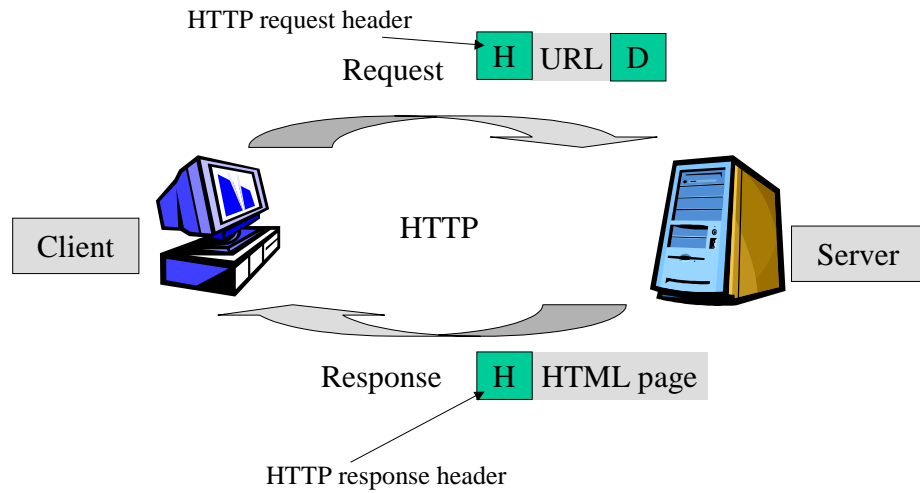 HTTP request header
Request H URL D
HTTP
Client
Server
Response H HTML page
HTTP response header